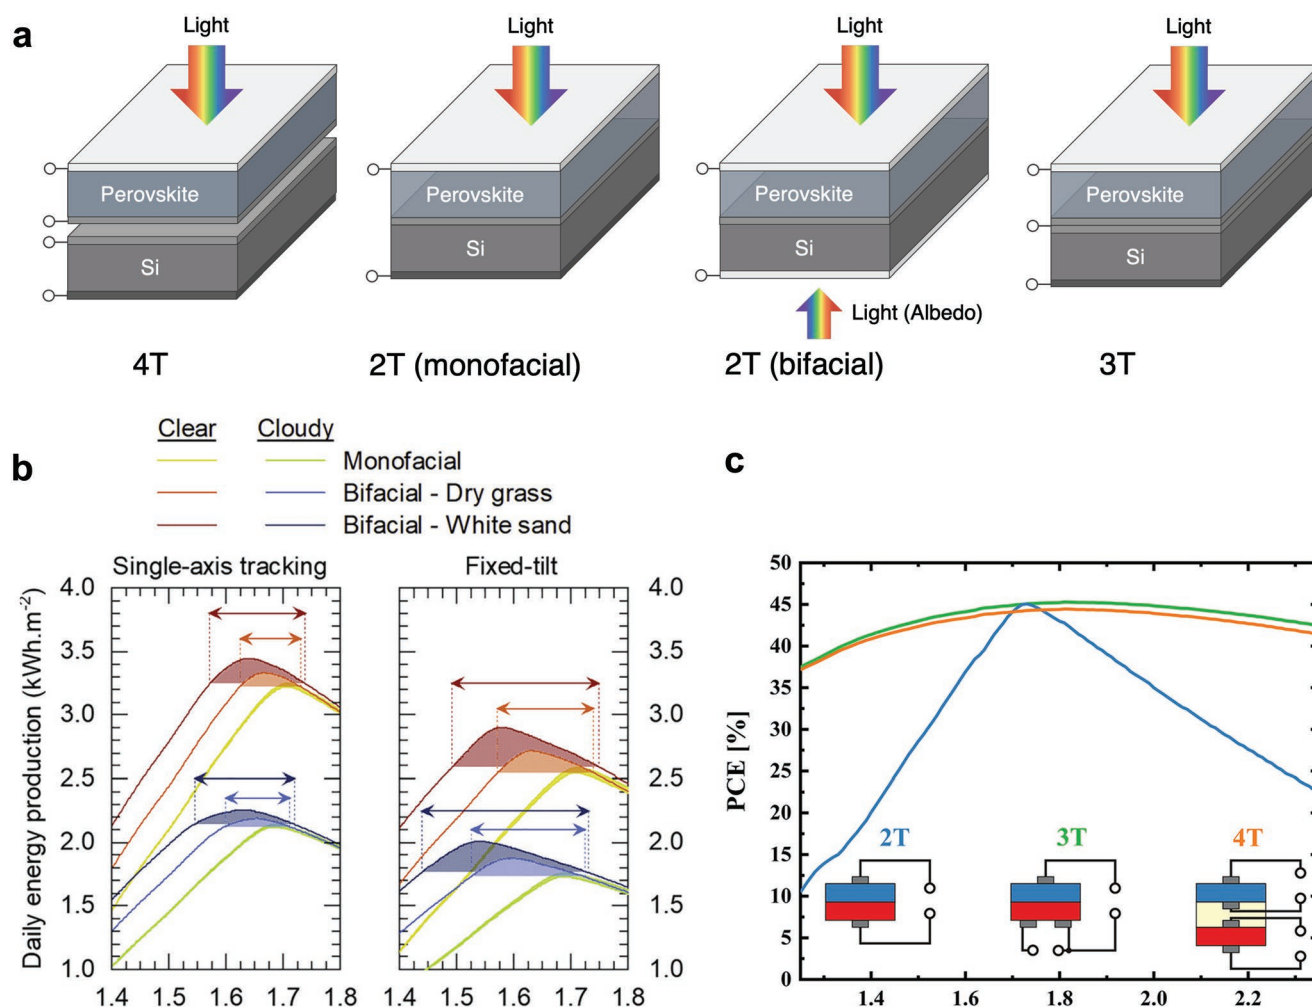 a
Light Light Light Light
Perovskite Perovskite Perovskite Perovskite
Si Si Si Si
Light (Albedo)
4T 2T (monofacial) 2T (bifacial) 3T
b
Clear Cloudy
Monofacial
Bifacial - Dry grass
Bifacial - White sand
Single-axis tracking Fixed-tilt
Daily energy production (kWh.m-2)
4.0 4.0
3.5 3.5
3.0 3.0
2.5 2.5
2.0 2.0
1.5 1.5
1.0 1.0
1.4 1.5 1.6 1.7 1.8 1.4 1.5 1.6 1.7 1.8
c
PCE [%]
50
45
40
35
30
25
20
15
10
5
0
2T 3T 4T
1.4 1.6 1.8 2.0 2.2